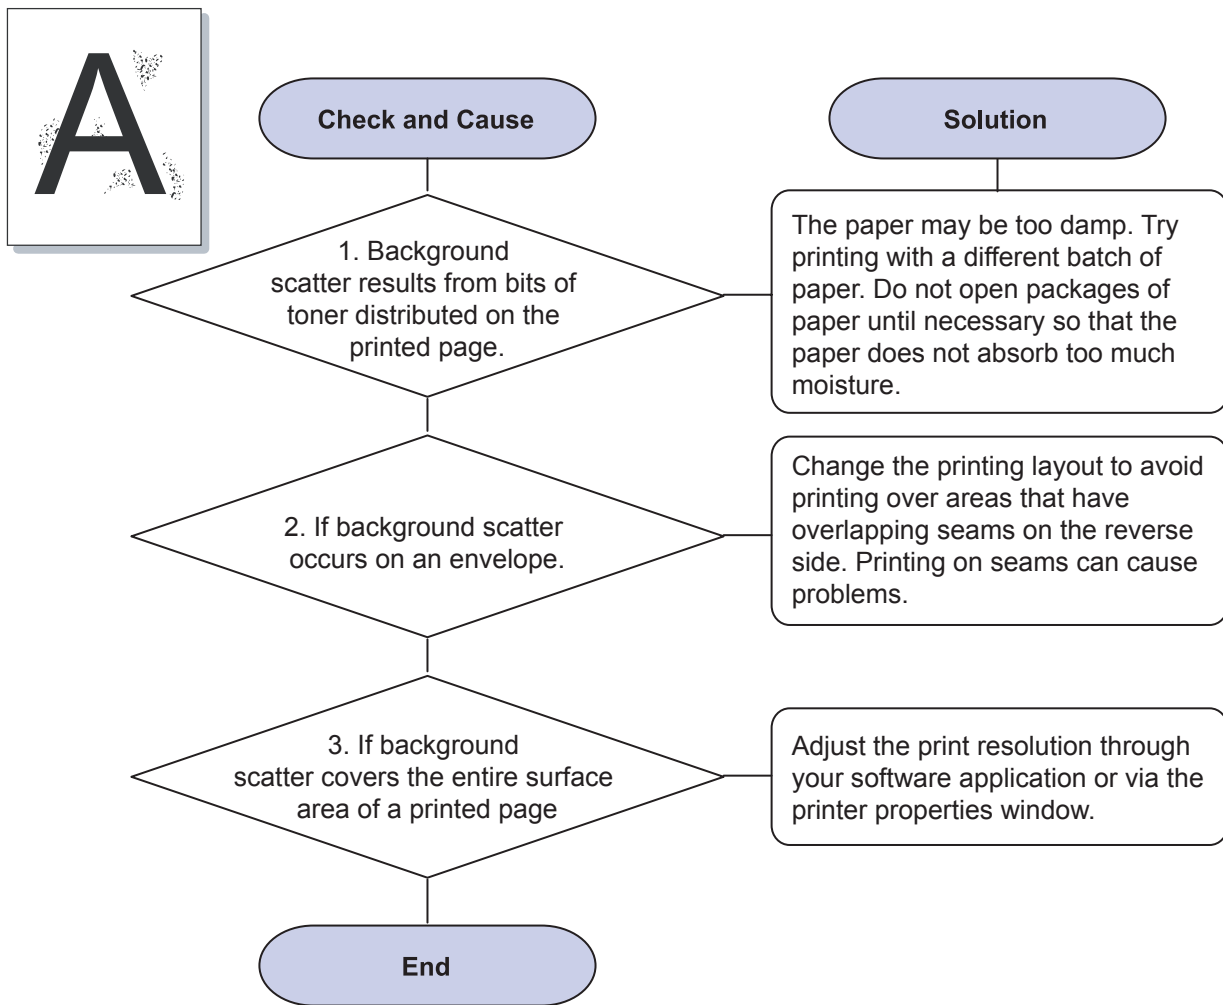 A
Check and Cause
Solution
1. Background
scatter results from bits of
toner distributed on the
printed page.
The paper may be too damp. Try
printing with a different batch of
paper. Do not open packages of
paper until necessary so that the
paper does not absorb too much
moisture.
2. If background scatter
occurs on an envelope.
Change the printing layout to avoid
printing over areas that have
overlapping seams on the reverse
side. Printing on seams can cause
problems.
3. If background
scatter covers the entire surface
area of a printed page
Adjust the print resolution through
your software application or via the
printer properties window.
End